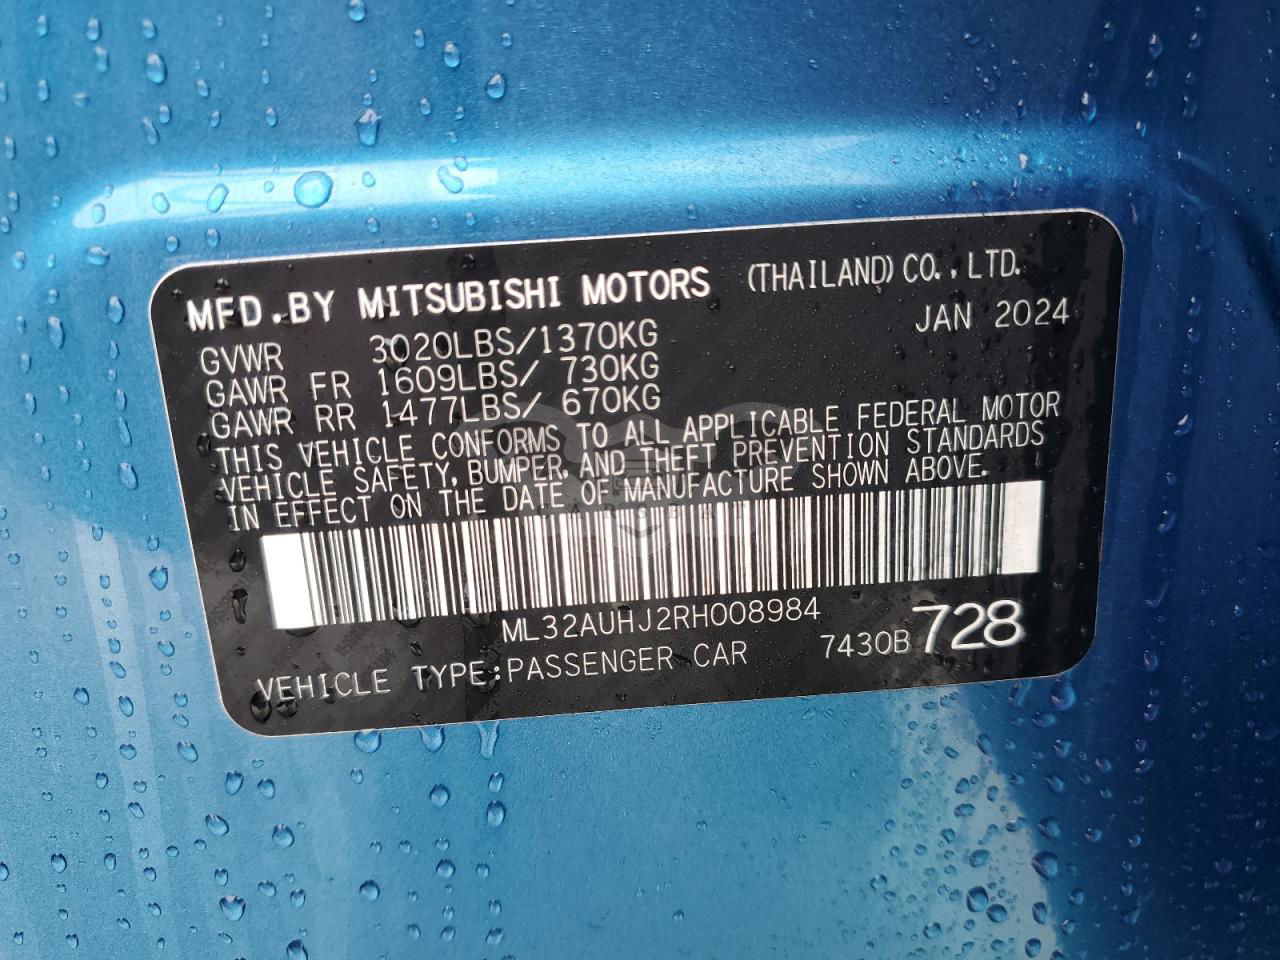 MFD.BY MITSUBISHI MOTORS (THAILAND) CO.,LTD.
JAN 2024
GVWR 3020LBS/1370KG
GAWR FR 1609LBS/ 730KG
GAWR RR 1477LBS/ 670KG
THIS VEHICLE CONFORMS TO ALL APPLICABLE FEDERAL MOTOR
VEHICLE SAFETY, BUMPER, AND THEFT PREVENTION STANDARDS
IN EFFECT ON THE DATE OF MANUFACTURE SHOWN ABOVE.
ML32AUHJ2RH008984
VEHICLE TYPE:PASSENGER CAR 7430B 728